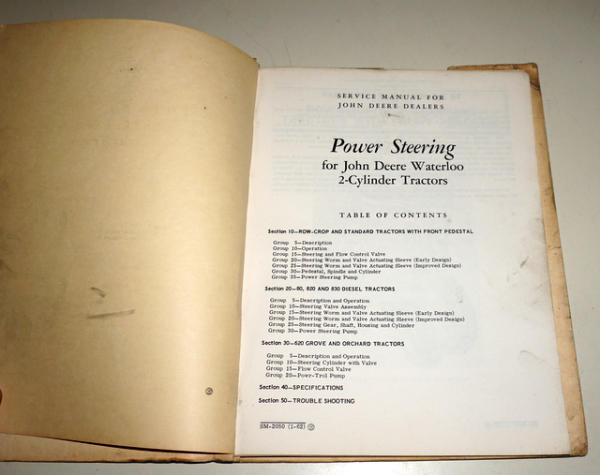 SERVICE MANUAL FOR
JOHN DEERE DEALERS
Power Steering
for John Deere Waterloo
2-Cylinder Tractors
TABLE OF CONTENTS
Section 10—ROW-CROP AND STANDARD TRACTORS WITH FRONT PEDESTAL
Group 5—Description
Group 10—Operation
Group 15—Steering and Flow Control Valve
Group 20—Steering Worm and Valve Actuating Sleeve (Early Design)
Group 25—Steering Worm and Valve Actuating Sleeve (Improved Design)
Group 30—Pedestal, Spindle and Cylinder
Group 35—Power Steering Pump
Section 20—80, 820 AND 830 DIESEL TRACTORS
Group 5—Description and Operation
Group 10—Steering Valve Assembly
Group 15—Steering Worm and Valve Actuating Sleeve (Early Design)
Group 20—Steering Worm and Valve Actuating Sleeve (Improved Design)
Group 25—Steering Gear, Shaft, Housing and Cylinder
Group 30—Power Steering Pump
Section 30—620 GROVE AND ORCHARD TRACTORS
Group 5—Description and Operation
Group 10—Steering Cylinder with Valve
Group 15—Flow Control Valve
Group 20—Powr-Trol Pump
Section 40—SPECIFICATIONS
Section 50—TROUBLE SHOOTING
SM-2050 (1-62)